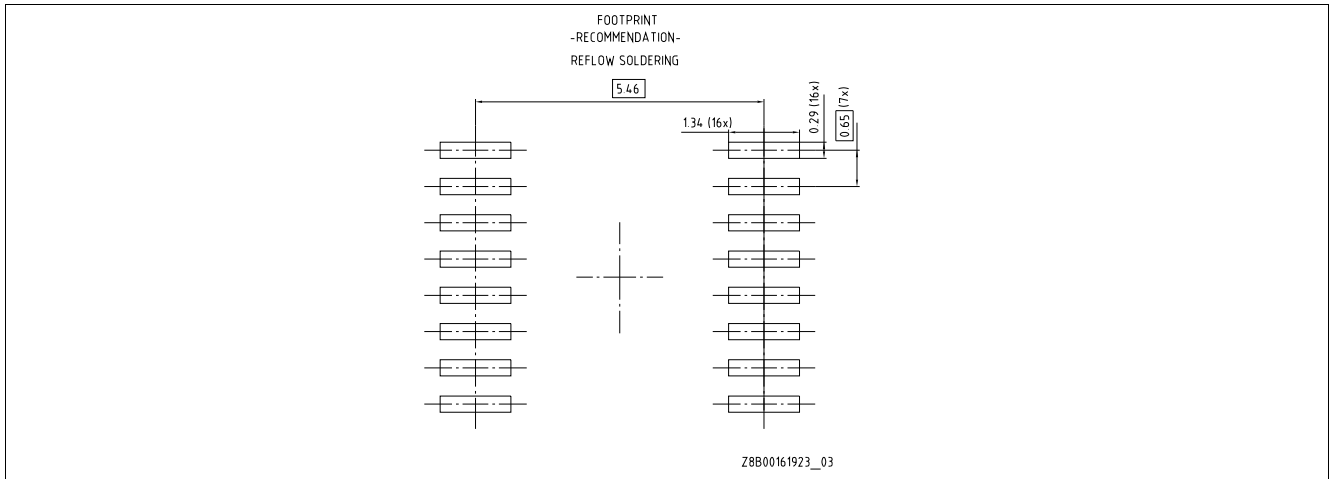 FOOTPRINT
-RECOMMENDATION-
REFLOW SOLDERING
5.46
1.34 (16x)
0.29 (16x)
0.65 (7x)
Z8B00161923_03